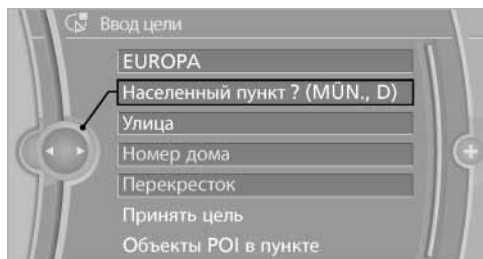 Ввод цели
EUROPA
Населенный пункт ? (MÜN., D)
Улица
Номер дома
Перекресток
Принять цель
Объекты POI в пункте